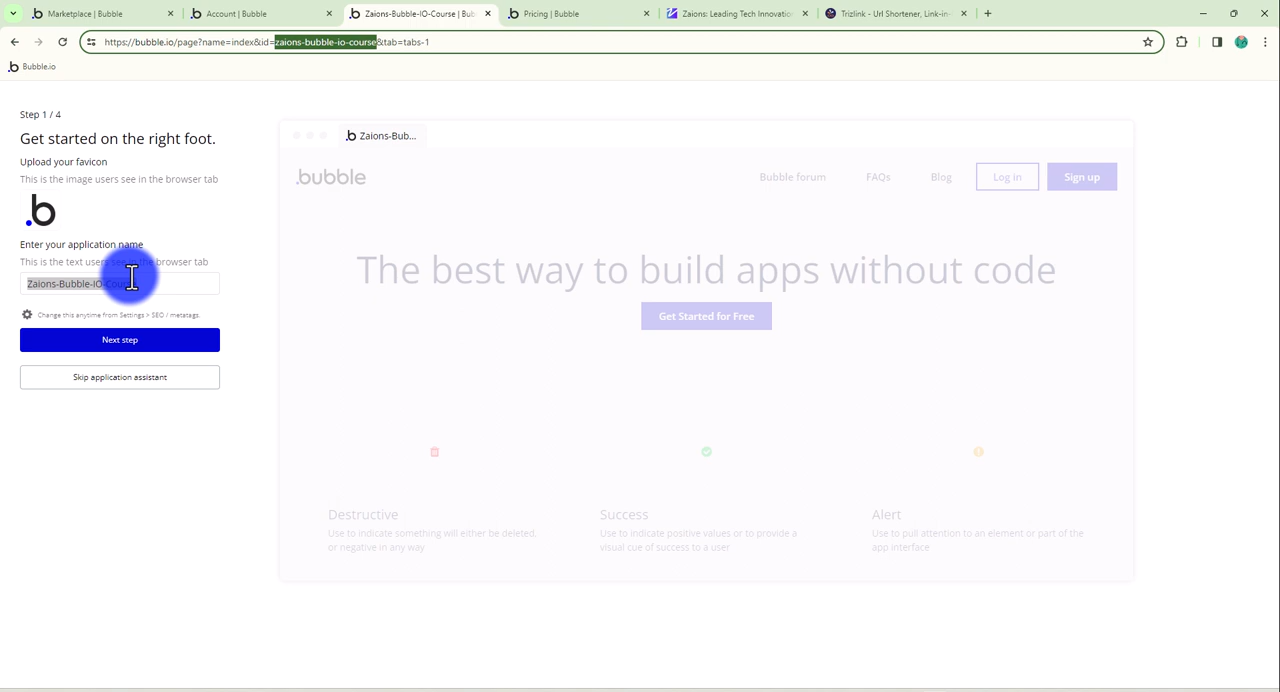 Marketplace | Bubble
Account | Bubble
Zaions-Bubble-IO-Course | Bub
Pricing | Bubble
Zaions: Leading Tech Innovation
Trizlink - Url Shortener, Link-in-
https://bubble.io/page?name=index&id=zaions-bubble-io-course&tab=tabs-1
Bubble.io
Step 1 / 4
Get started on the right foot.
Upload your favicon
This is the image users see in the browser tab
.b
Enter your application name
This is the text users see in the browser tab
Zaions-Bubble-IO-Course
Change this anytime from Settings > SEO / metatags.
Next step
Skip application assistant
Zaions-Bub...
.bubble
Bubble forum
FAQs
Blog
Log in
Sign up
The best way to build apps without code
Get Started for Free
Destructive
Use to indicate something will either be deleted,
or negative in any way
Success
Use to indicate positive values or to provide a
visual cue of success to a user
Alert
Use to pull attention to an element or part of the
app interface